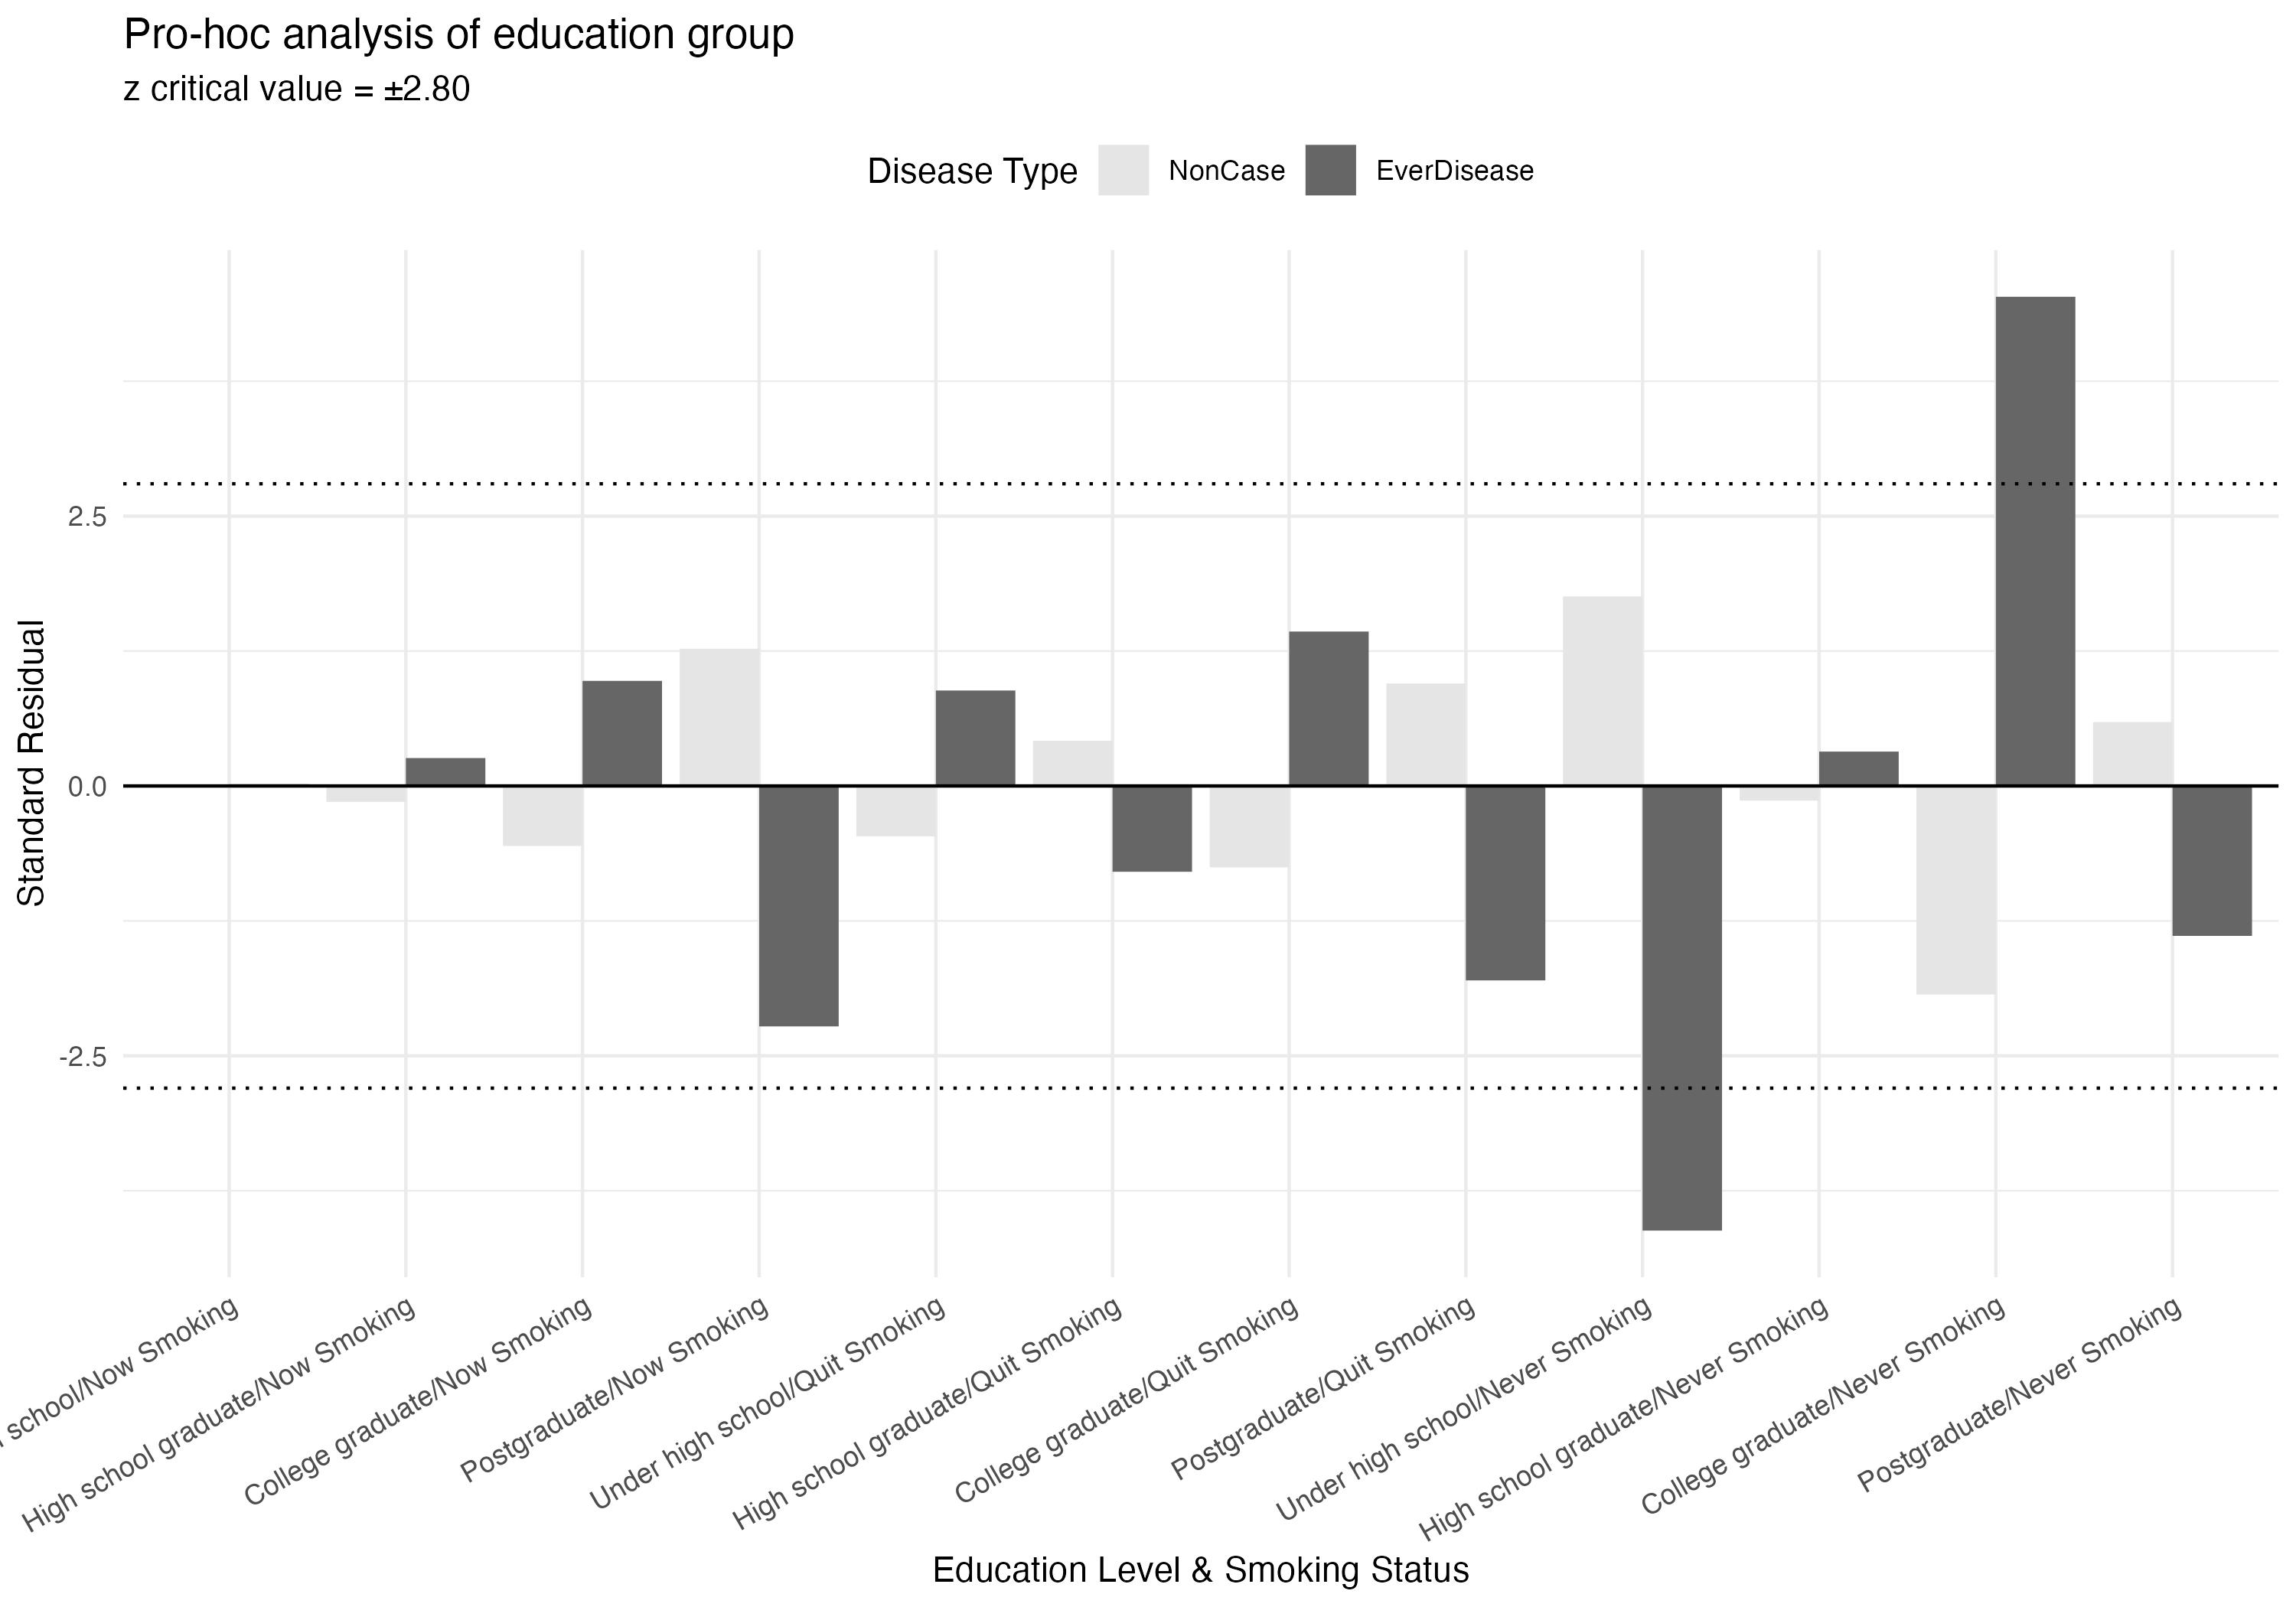 Pro-hoc analysis of education group
z critical value = ±2.80
Disease Type NonCase EverDisease
Standard Residual
2.5
0.0
-2.5
school/Now Smoking
High school graduate/Now Smoking
College graduate/Now Smoking
Postgraduate/Now Smoking
Under high school/Quit Smoking
High school graduate/Quit Smoking
College graduate/Quit Smoking
Postgraduate/Quit Smoking
Under high school/Never Smoking
High school graduate/Never Smoking
College graduate/Never Smoking
Postgraduate/Never Smoking
Education Level & Smoking Status